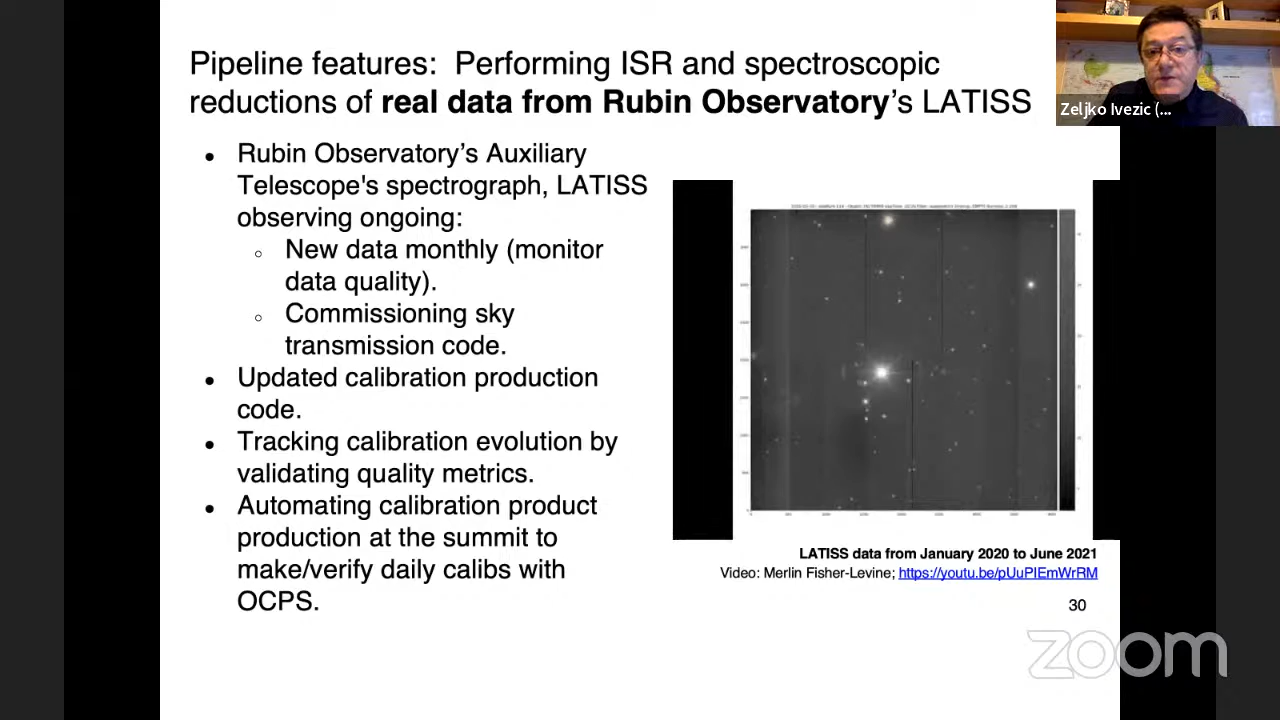 Pipeline features: Performing ISR and spectroscopic
reductions of real data from Rubin Observatory's LATISS
Zeljko Ivezic (...
• Rubin Observatory's Auxiliary
Telescope's spectrograph, LATISS
observing ongoing:
○ New data monthly (monitor
data quality).
○ Commissioning sky
transmission code.
• Updated calibration production
code.
• Tracking calibration evolution by
validating quality metrics.
• Automating calibration product
production at the summit to
make/verify daily calibs with
OCPS.
LATISS data from January 2020 to June 2021
Video: Merlin Fisher-Levine; https://youtu.be/pUuPIEmWrRM
30
zoom